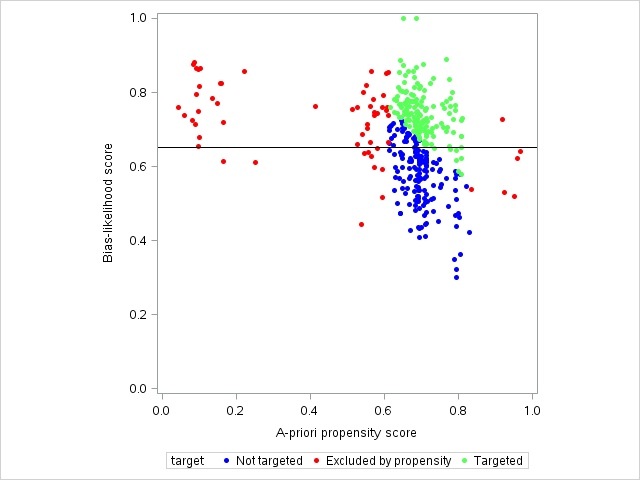 1.0
0.8
0.6
0.4
0.2
0.0
Bias-likelihood score
0.0 0.2 0.4 0.6 0.8 1.0
A-priori propensity score
target Not targeted Excluded by propensity Targeted